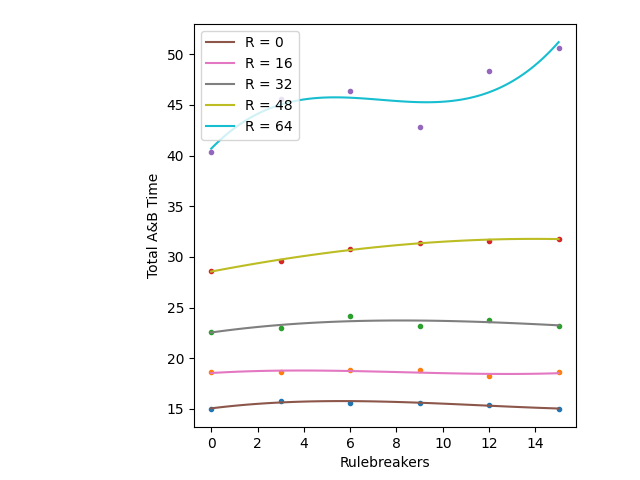 R = 0
R = 16
R = 32
R = 48
R = 64
50
45
40
35
30
25
20
15
Total A&B Time
0 2 4 6 8 10 12 14
Rulebreakers